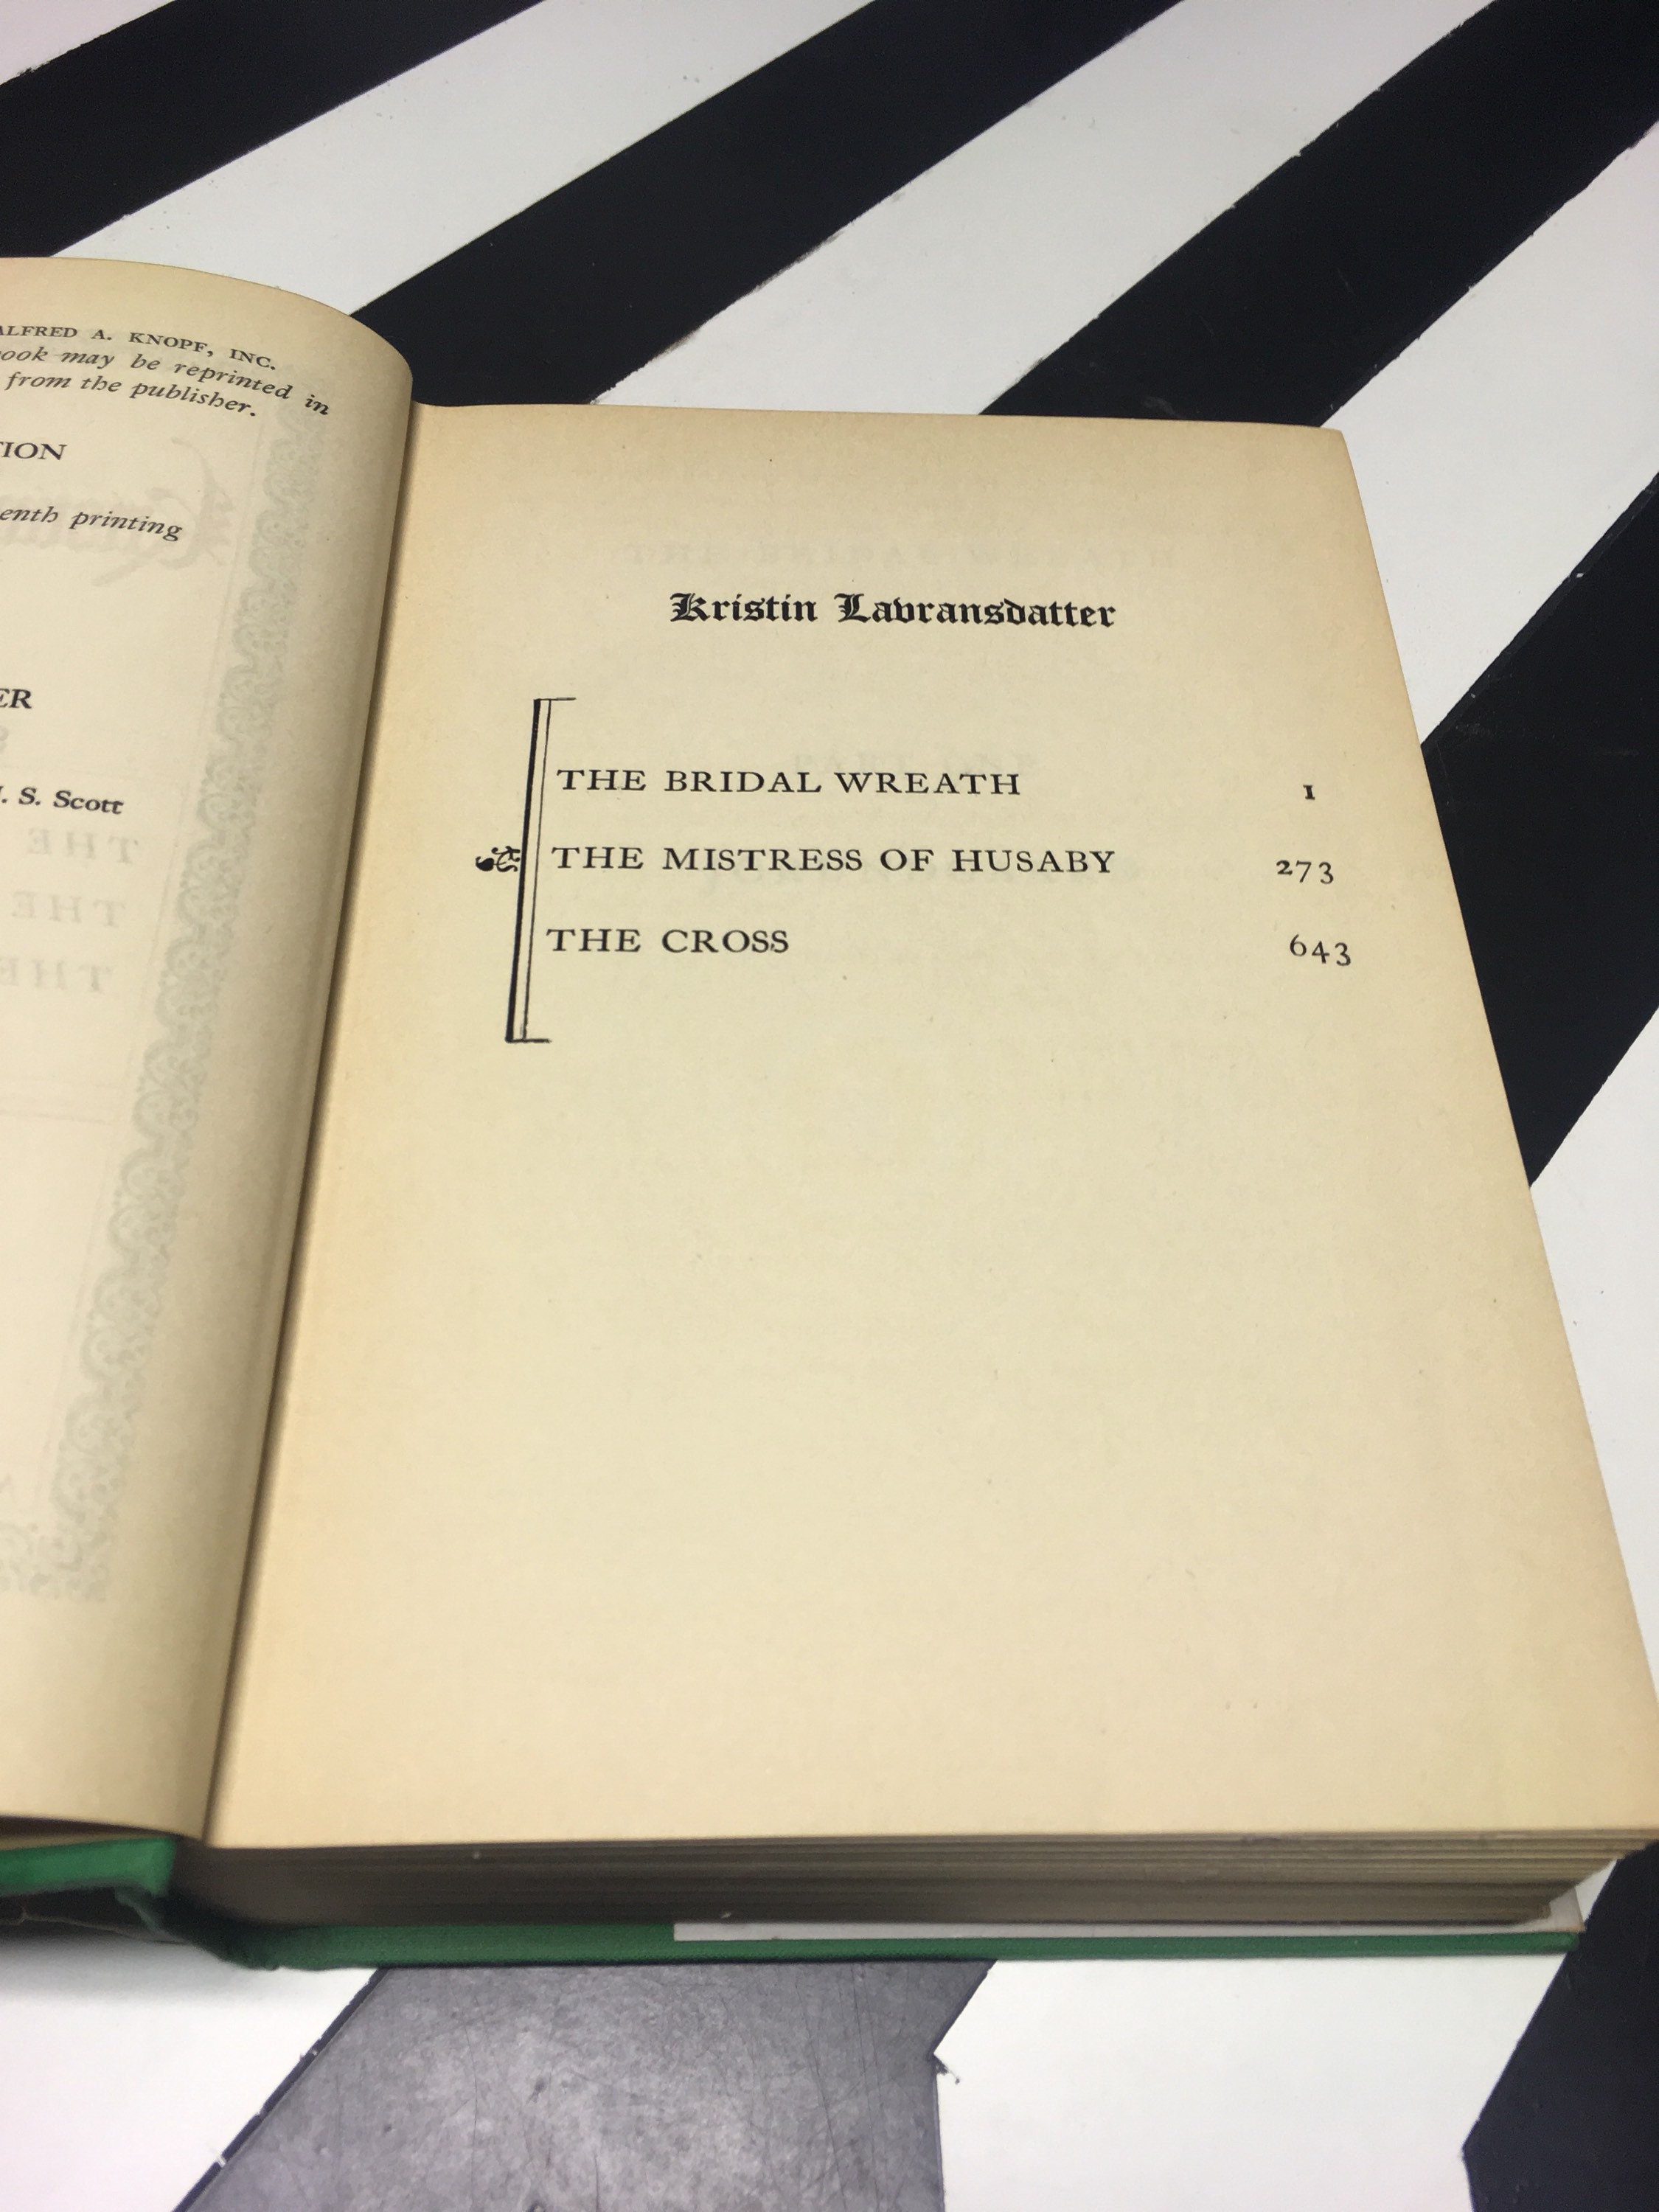 ALFRED A. KNOPF, INC.
ook may be reprinted in
from the publisher.
TION
enth printing
ER
. S. Scott
Kristin Lavransdatter
THE BRIDAL WREATH 1
THE MISTRESS OF HUSABY 273
THE CROSS 643